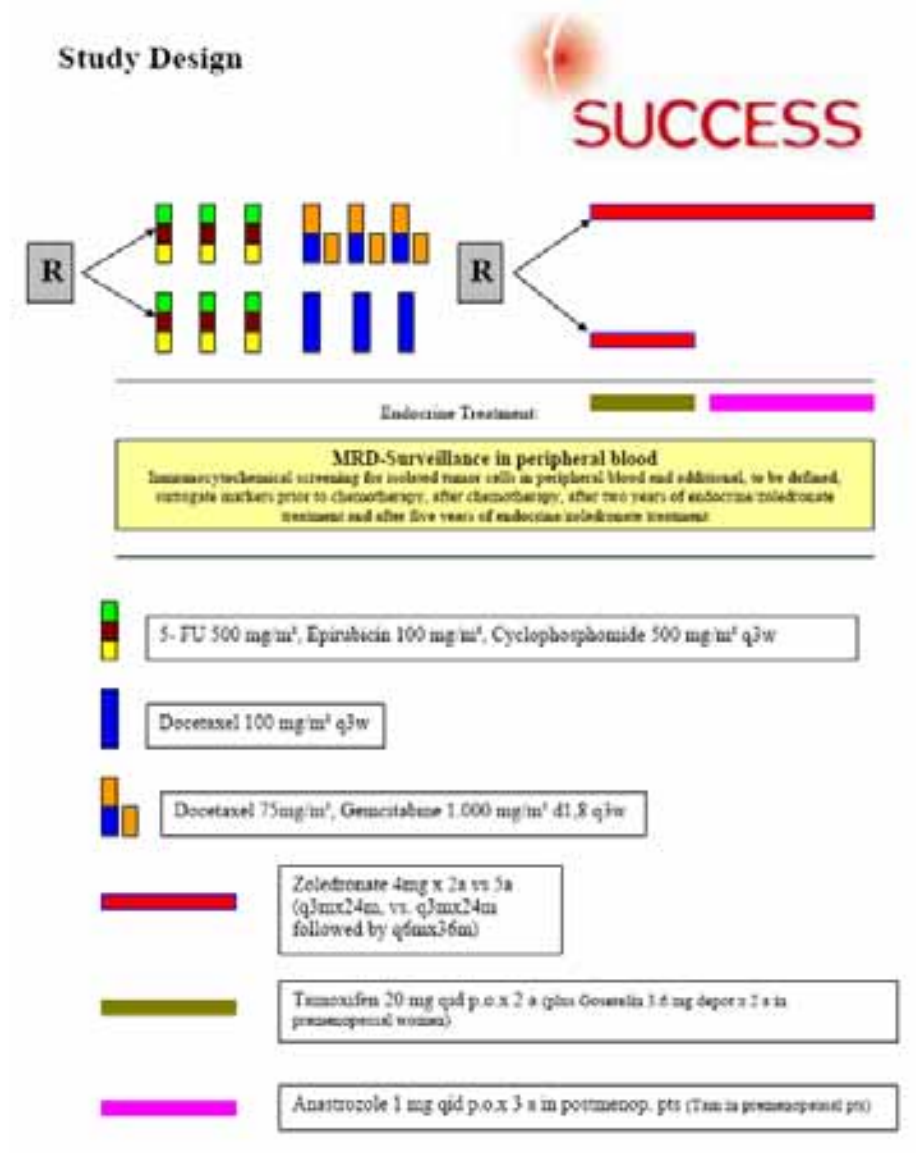 Study Design
SUCCESS
R
R
Endocrine Treatment:
MRD-Surveillance in peripheral blood
Immunocytochemical screening for isolated tumor cells in peripheral blood and additional, to be defined,
surrogate markers prior to chemotherapy, after chemotherapy, after two years of endocrine/zoledronate
treatment and after five years of endocrine/zoledronate treatment
5- FU 500 mg/m², Epirubicin 100 mg/m², Cyclophosphomide 500 mg/m² q3w
Docetaxel 100 mg/m² q3w
Docetaxel 75mg/m², Gemcitabine 1.000 mg/m² d1,8 q3w
Zoledronate 4mg x 2a vs 5a
(q3mx24m, vs. q3mx24m
followed by q6mx36m)
Tamoxifen 20 mg qid p.o.x 2 a (plus Goserelin 3.6 mg depot x 2 a in
premenopausal women)
Anastrozole 1 mg qid p.o.x 3 a in postmenop. pts (Tam in premenopausal pts)